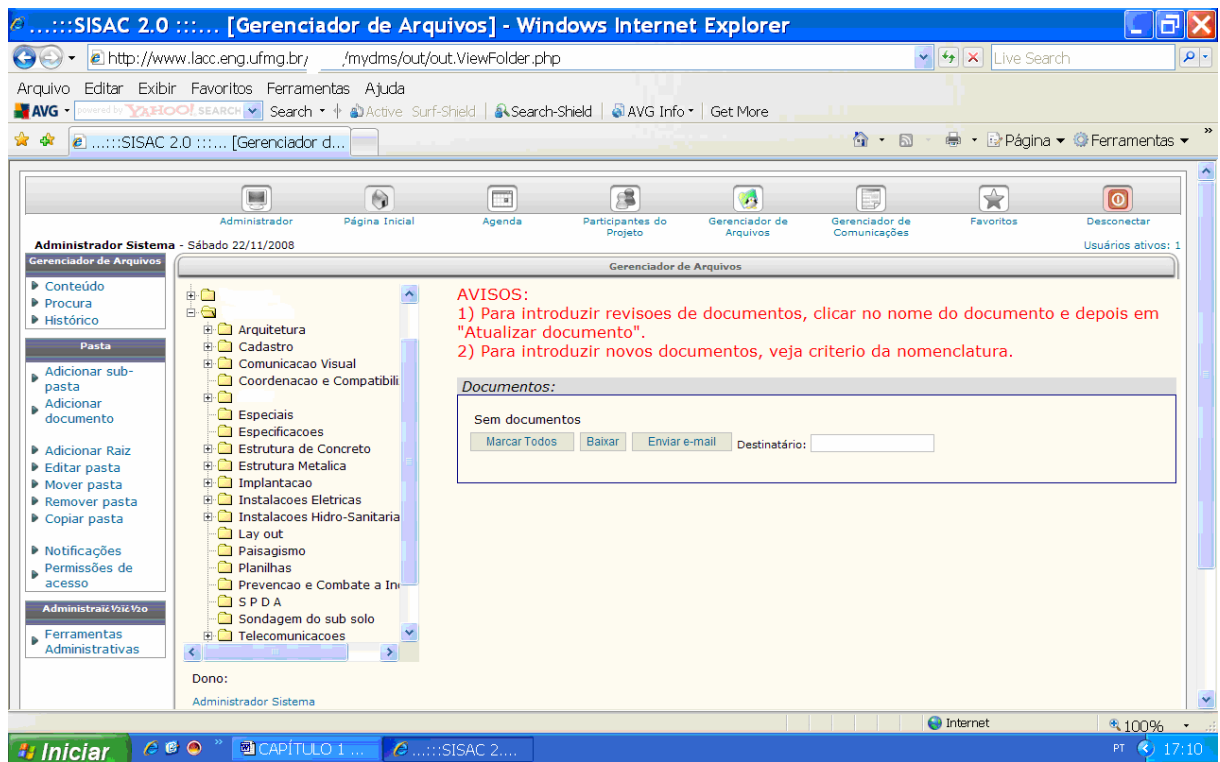 ...:::SISAC 2.0 :::... [Gerenciador de Arquivos] - Windows Internet Explorer
http://www.lacc.eng.ufmg.br/ /mydms/out/out.ViewFolder.php
Live Search
Arquivo Editar Exibir Favoritos Ferramentas Ajuda
AVG powered by YAHOO! SEARCH Search Active Surf-Shield Search-Shield AVG Info Get More
...:::SISAC 2.0 :::... [Gerenciador d...
Página Ferramentas »
Administrador
Página Inicial
Agenda
Participantes do Projeto
Gerenciador de Arquivos
Gerenciador de Comunicações
Favoritos
Desconectar
Administrador Sistema - Sábado 22/11/2008
Usuários ativos: 1
Gerenciador de Arquivos
Conteúdo
Procura
Histórico
Pasta
Adicionar sub-
pasta
Adicionar
documento
Adicionar Raiz
Editar pasta
Mover pasta
Remover pasta
Copiar pasta
Notificações
Permissões de
acesso
Administraï¿½ï¿½o
Ferramentas
Administrativas
Gerenciador de Arquivos
Arquitetura
Cadastro
Comunicacao Visual
Coordenacao e Compatibili
Especiais
Especificacoes
Estrutura de Concreto
Estrutura Metalica
Implantacao
Instalacoes Eletricas
Instalacoes Hidro-Sanitaria
Lay out
Paisagismo
Planilhas
Prevencao e Combate a In
S P D A
Sondagem do sub solo
Telecomunicacoes
Dono:
Administrador Sistema
AVISOS:
1) Para introduzir revisoes de documentos, clicar no nome do documento e depois em
"Atualizar documento".
2) Para introduzir novos documentos, veja criterio da nomenclatura.
Documentos:
Sem documentos
Marcar Todos Baixar Enviar e-mail Destinatário:
Internet
100%
Iniciar » CAPÍTULO 1 ... ...:::SISAC 2.... PT 17:10